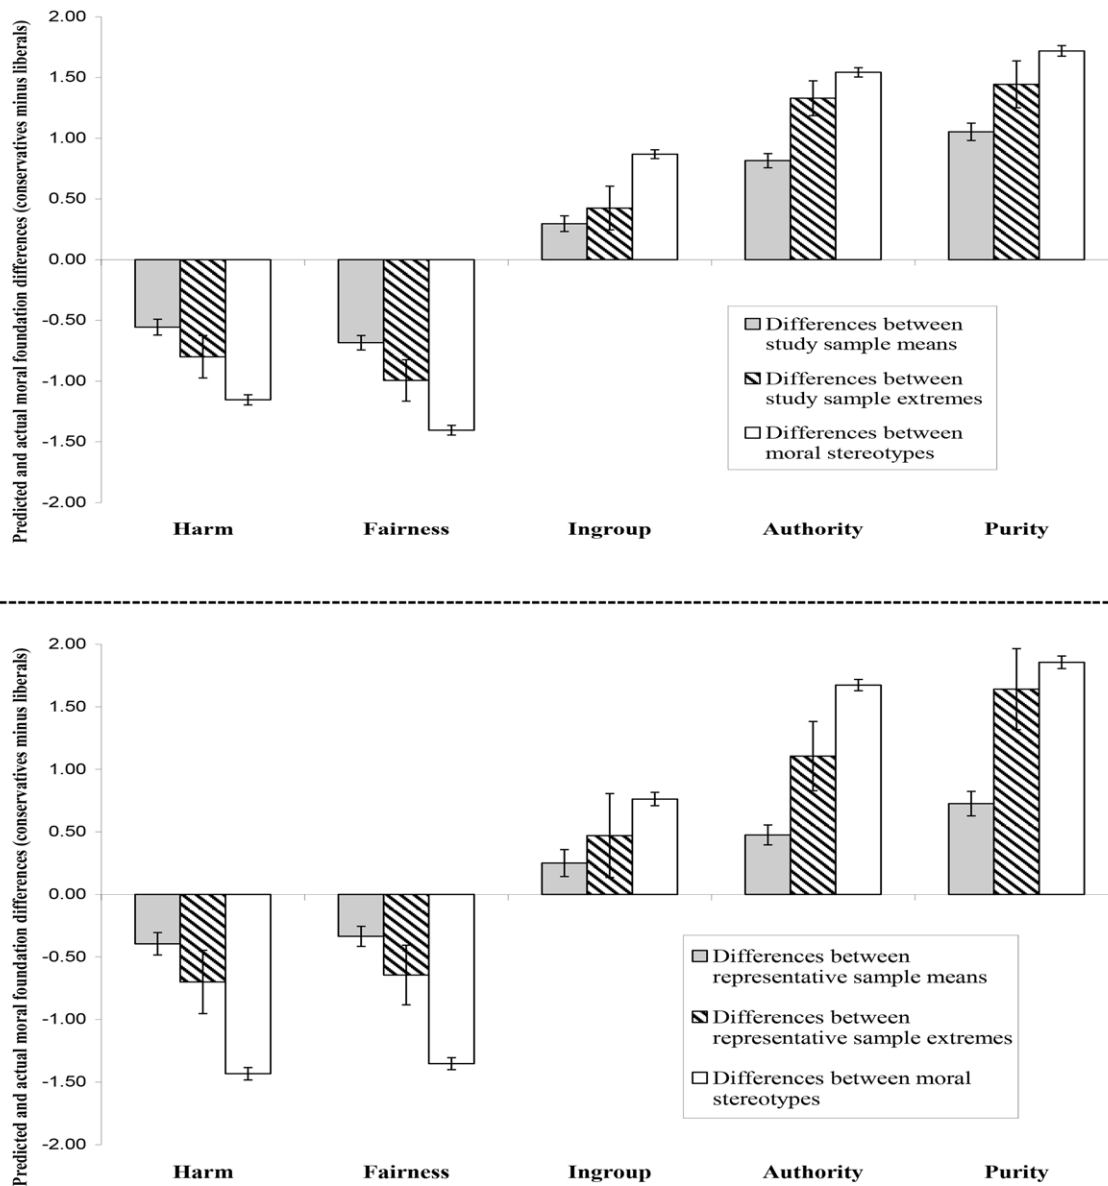 Predicted and actual moral foundation differences (conservatives minus liberals)
2.00
1.50
1.00
0.50
0.00
-0.50
-1.00
-1.50
-2.00
Differences between
study sample means
Differences between
study sample extremes
Differences between
moral stereotypes
Harm Fairness Ingroup Authority Purity
Predicted and actual moral foundation differences (conservatives minus liberals)
2.00
1.50
1.00
0.50
0.00
-0.50
-1.00
-1.50
-2.00
Differences between
representative sample means
Differences between
representative sample extremes
Differences between moral
stereotypes
Harm Fairness Ingroup Authority Purity